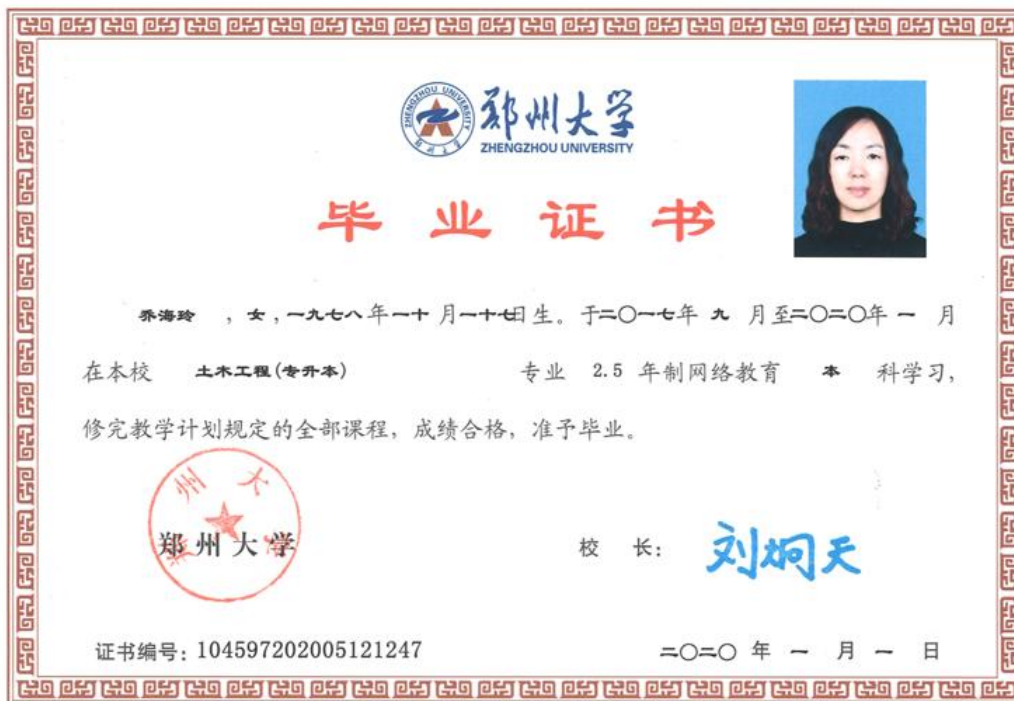 郑州大学
ZHENGZHOU UNIVERSITY
毕业证书
乔海玲 , 女 , 一九七八年一十月一十七日生。于二〇一七年九月至二〇二〇年一月
在本校 土木工程(专升本) 专业 2.5 年制网络教育 本 科学习,
修完教学计划规定的全部课程, 成绩合格, 准予毕业。
郑州大学
校 长: 刘炯天
证书编号: 104597202005121247
二〇二〇年一月一日